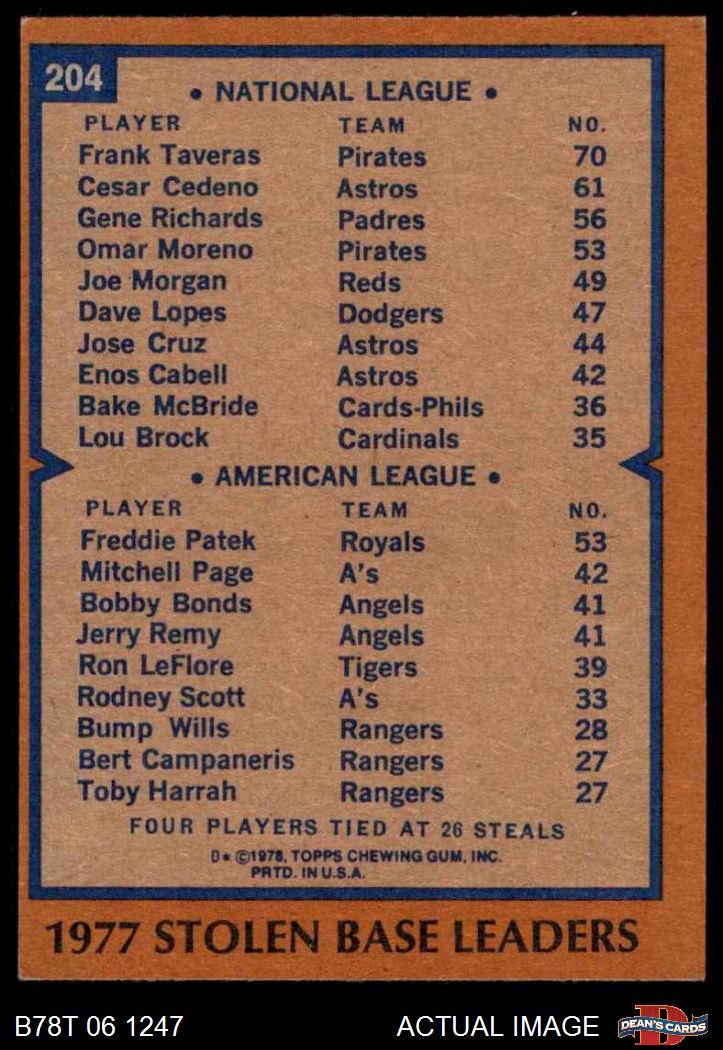 204
• NATIONAL LEAGUE •
PLAYER TEAM NO.
Frank Taveras Pirates 70
Cesar Cedeno Astros 61
Gene Richards Padres 56
Omar Moreno Pirates 53
Joe Morgan Reds 49
Dave Lopes Dodgers 47
Jose Cruz Astros 44
Enos Cabell Astros 42
Bake McBride Cards-Phils 36
Lou Brock Cardinals 35
• AMERICAN LEAGUE •
PLAYER TEAM NO.
Freddie Patek Royals 53
Mitchell Page A's 42
Bobby Bonds Angels 41
Jerry Remy Angels 41
Ron LeFlore Tigers 39
Rodney Scott A's 33
Bump Wills Rangers 28
Bert Campaneris Rangers 27
Toby Harrah Rangers 27
FOUR PLAYERS TIED AT 26 STEALS
D* ©1978, TOPPS CHEWING GUM, INC.
PRTD. IN U.S.A.
1977 STOLEN BASE LEADERS
B78T 06 1247 ACTUAL IMAGE
D
DEAN'S CARDS